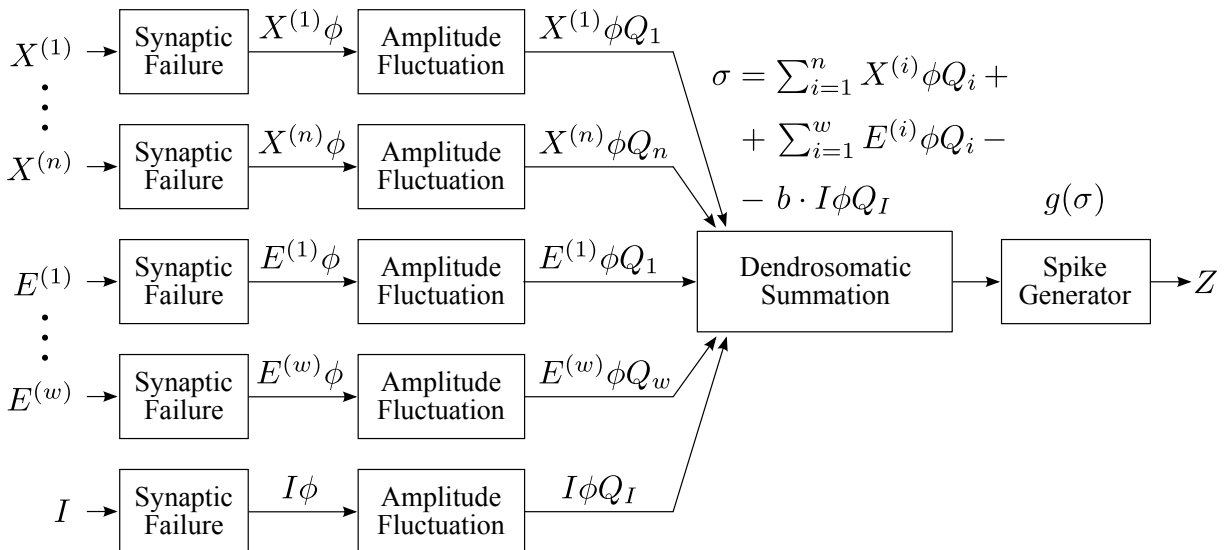 X^{(1)}
Synaptic Failure
X^{(1)}ϕ
Amplitude Fluctuation
X^{(1)}ϕQ_1
X^{(n)}
Synaptic Failure
X^{(n)}ϕ
Amplitude Fluctuation
X^{(n)}ϕQ_n
E^{(1)}
Synaptic Failure
E^{(1)}ϕ
Amplitude Fluctuation
E^{(1)}ϕQ_1
E^{(w)}
Synaptic Failure
E^{(w)}ϕ
Amplitude Fluctuation
E^{(w)}ϕQ_w
I
Synaptic Failure
Iϕ
Amplitude Fluctuation
IϕQ_I
σ = ∑_{i=1}^{n} X^{(i)}ϕQ_i +
+ ∑_{i=1}^{w} E^{(i)}ϕQ_i −
− b · IϕQ_I
Dendrosomatic
Summation
g(σ)
Spike
Generator
Z